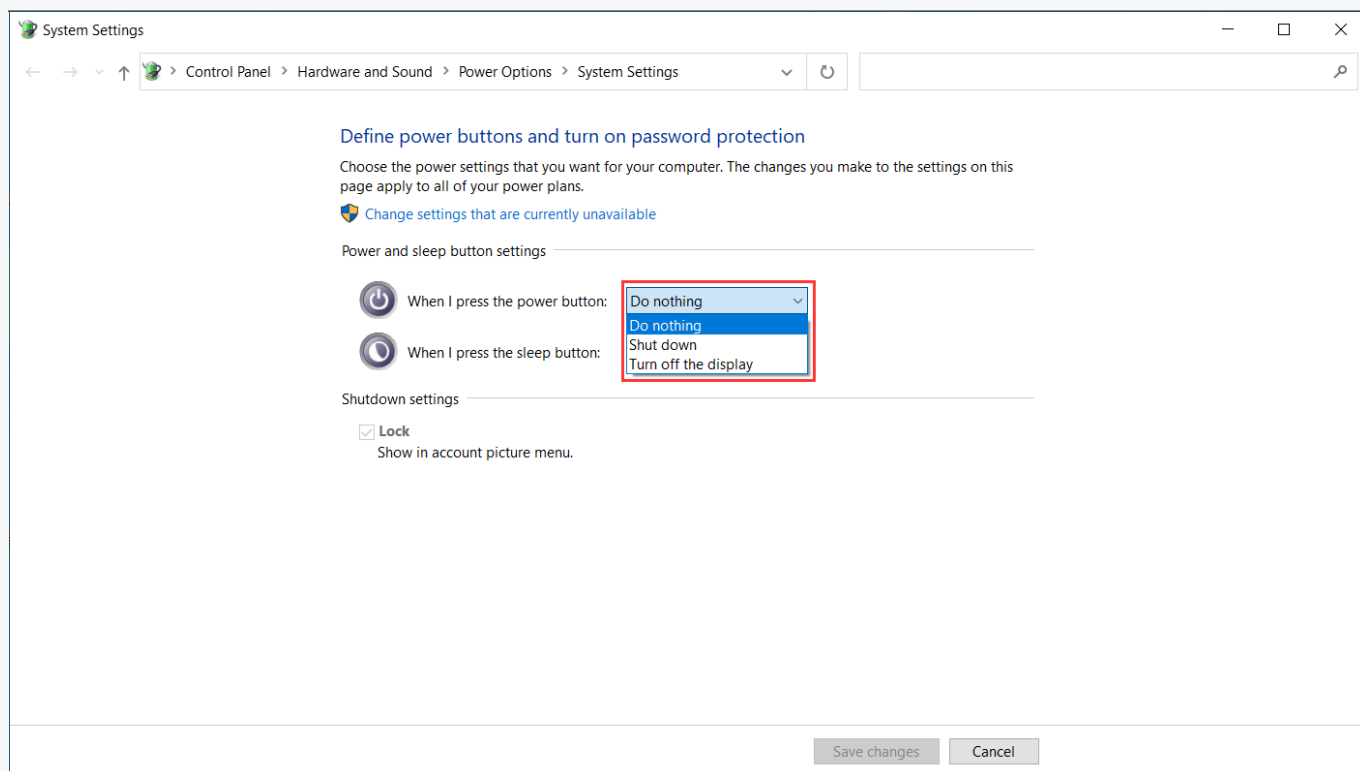 System Settings
Control Panel > Hardware and Sound > Power Options > System Settings
Define power buttons and turn on password protection
Choose the power settings that you want for your computer. The changes you make to the settings on this
page apply to all of your power plans.
Change settings that are currently unavailable
Power and sleep button settings
When I press the power button: Do nothing
Do nothing
Shut down
When I press the sleep button:
Turn off the display
Shutdown settings
Lock
Show in account picture menu.
Save changes Cancel